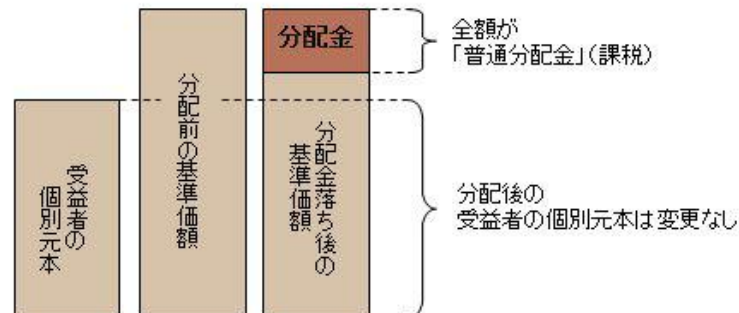 受益者の
個別元本
分配前の基準価額
分配金
分配金落ち後の
基準価額
全額が
「普通分配金」（課税）
分配後の
受益者の個別元本は変更なし